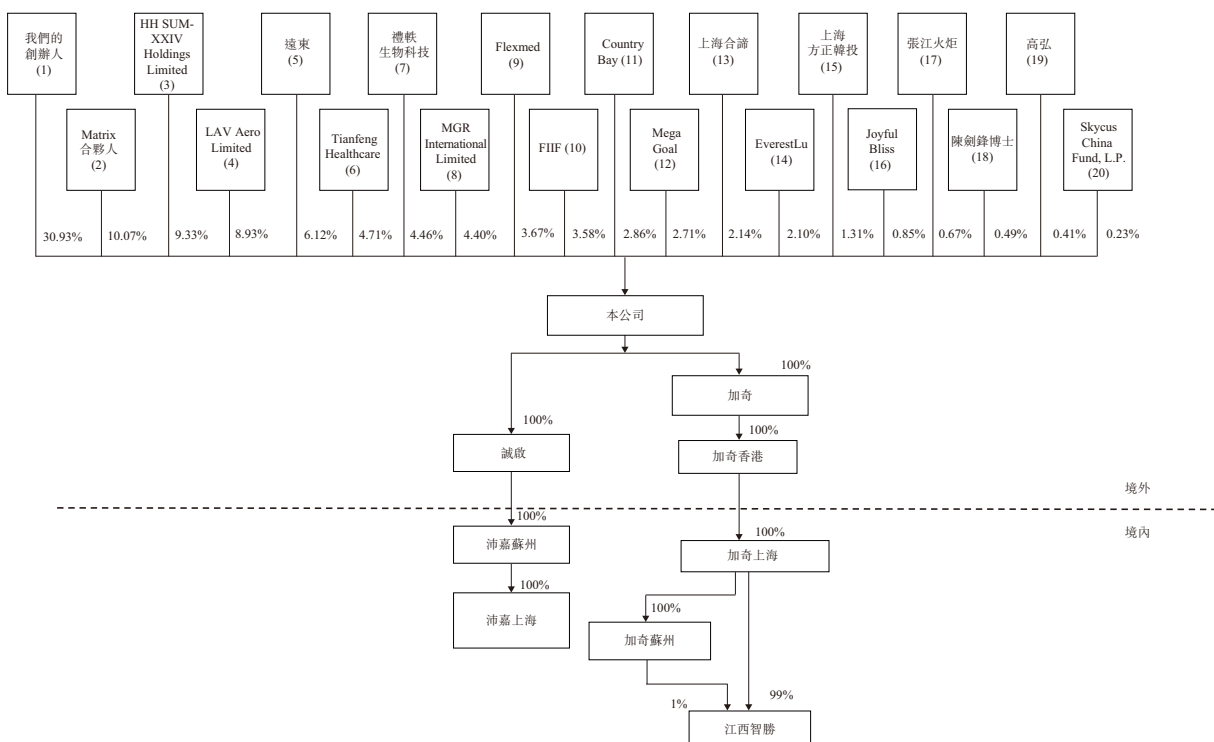 我們的
創辦人
(1)
HH SUM-
XXIV
Holdings
Limited
(3)
遠東
(5)
禮軼
生物科技
(7)
Flexmed
(9)
Country
Bay (11)
上海合諦
(13)
上海
方正韓投
(15)
張江火炬
(17)
高弘
(19)
Matrix
合夥人
(2)
LAV Aero
Limited
(4)
Tianfeng
Healthcare
(6)
MGR
International
Limited
(8)
FIIF (10)
Mega
Goal
(12)
EverestLu
(14)
Joyful
Bliss
(16)
陳劍鋒博士
(18)
Skycus
China
Fund, L.P.
(20)
30.93% 10.07% 9.33% 8.93% 6.12% 4.71% 4.46% 4.40% 3.67% 3.58% 2.86% 2.71% 2.14% 2.10% 1.31% 0.85% 0.67% 0.49% 0.41% 0.23%
本公司
100%
加奇
100%
100%
誠啟
加奇香港
境外
境內
100%
100%
沛嘉蘇州
加奇上海
100%
沛嘉上海
100%
加奇蘇州
1%
99%
江西智勝